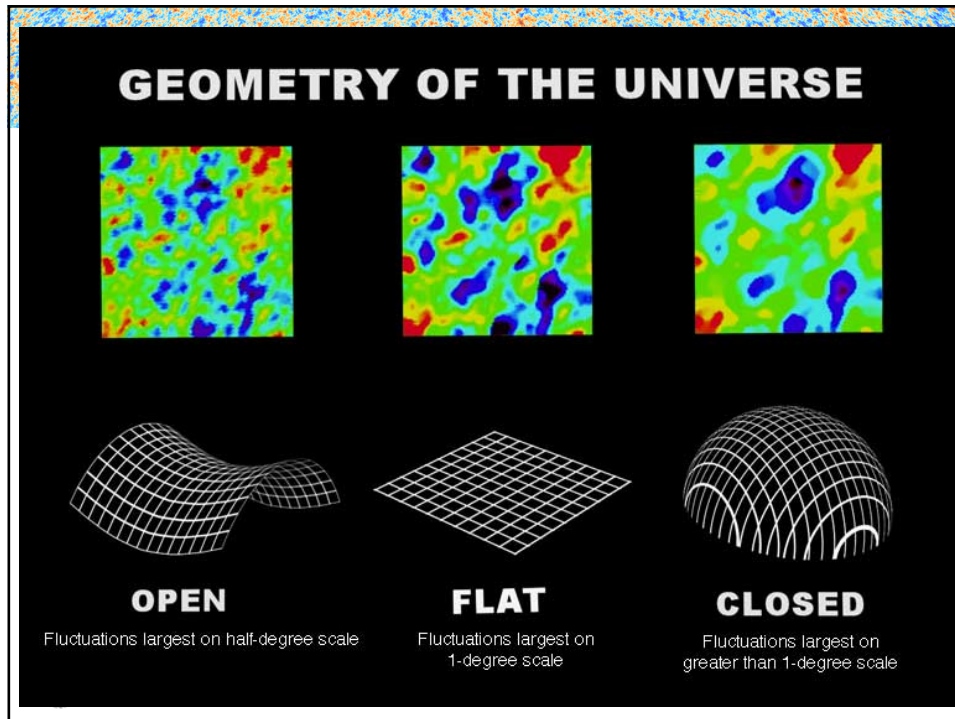 GEOMETRY OF THE UNIVERSE
OPEN
Fluctuations largest on half-degree scale
FLAT
Fluctuations largest on
1-degree scale
CLOSED
Fluctuations largest on
greater than 1-degree scale